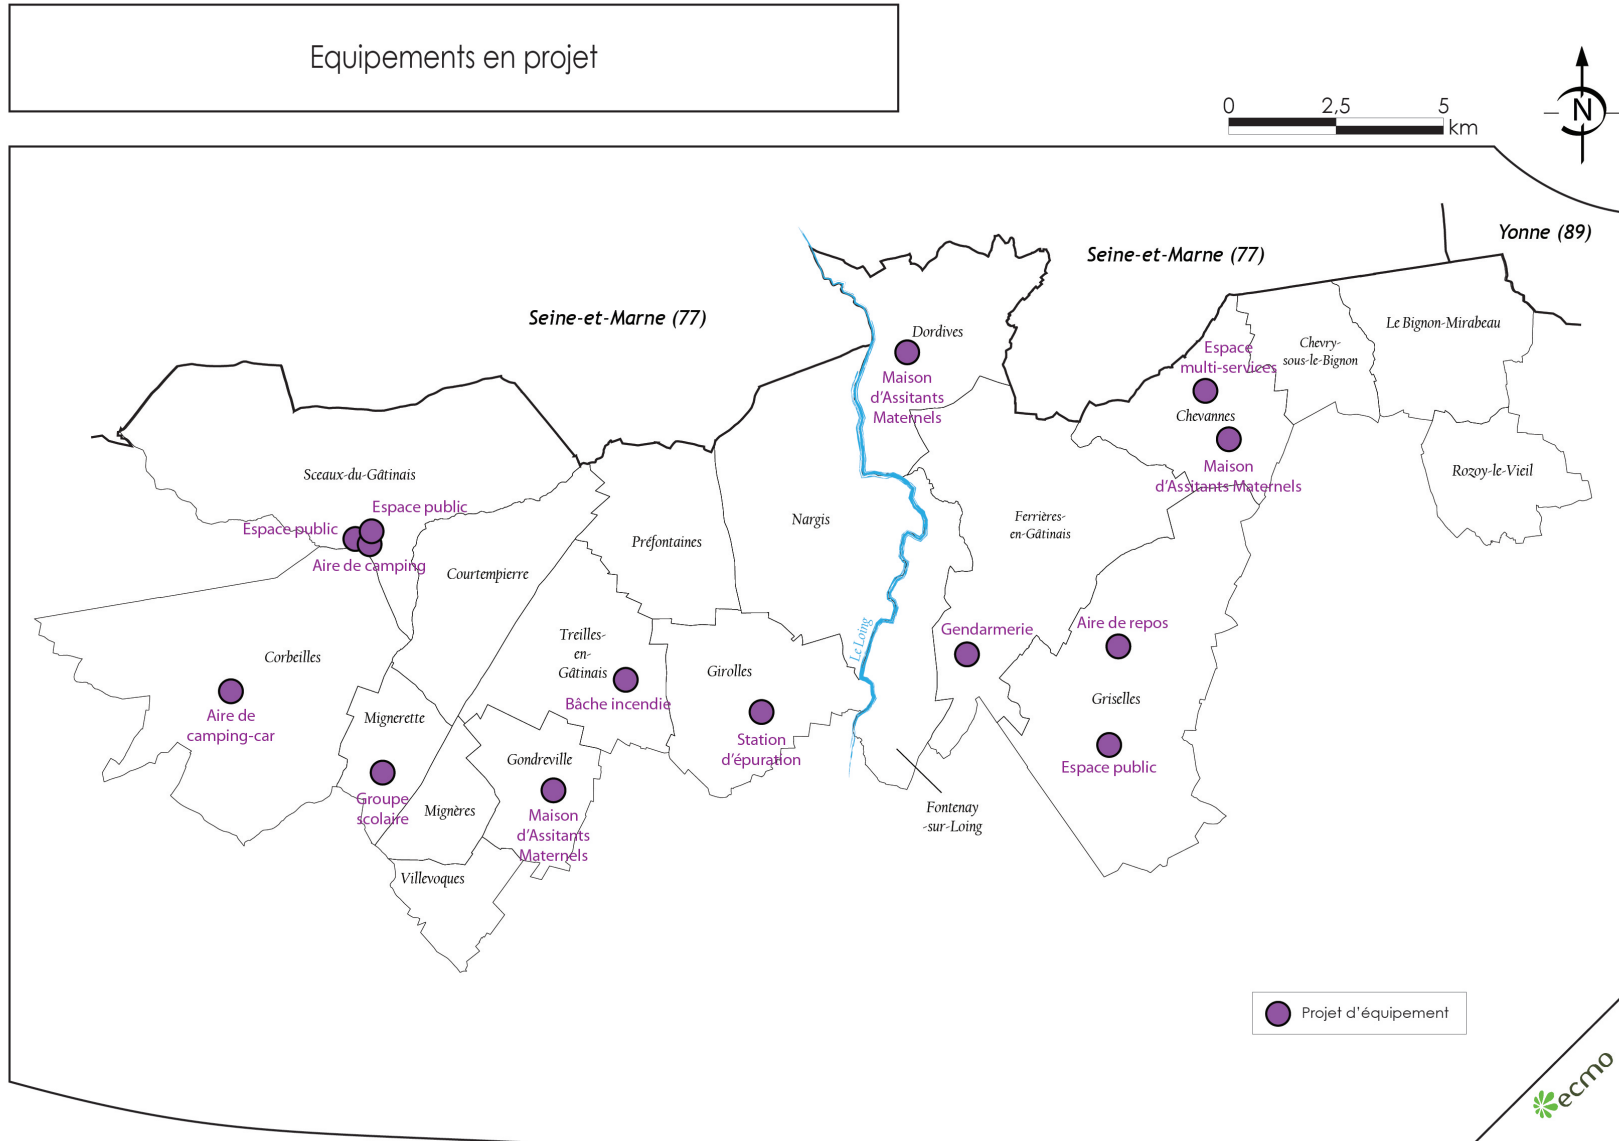 Equipements en projet
0 2,5 5
km
N
Yonne (89)
Seine-et-Marne (77)
Seine-et-Marne (77)
Le Bignon-Mirabeau
Dordives
Chevry-
sous-le-Bignon
Espace
multi-services
Maison
d'Assitants
Maternels
Chevannes
Maison
d'Assitants Maternels
Rozoy-le-Vieil
Sceaux-du-Gâtinais
Espace public
Espace public
Aire de camping
Nargis
Ferrières-
en-Gâtinais
Préfontaines
Courtempierre
Le Loing
Gendarmerie
Aire de repos
Treilles-
en-
Gâtinais
Bâche incendie
Corbeilles
Girolles
Griselles
Aire de
camping-car
Mignerette
Station
d'épuration
Gondreville
Espace public
Groupe
scolaire
Mignères
Maison
d'Assitants
Maternels
Fontenay
-sur-Loing
Villevoques
Projet d'équipement
ecmo